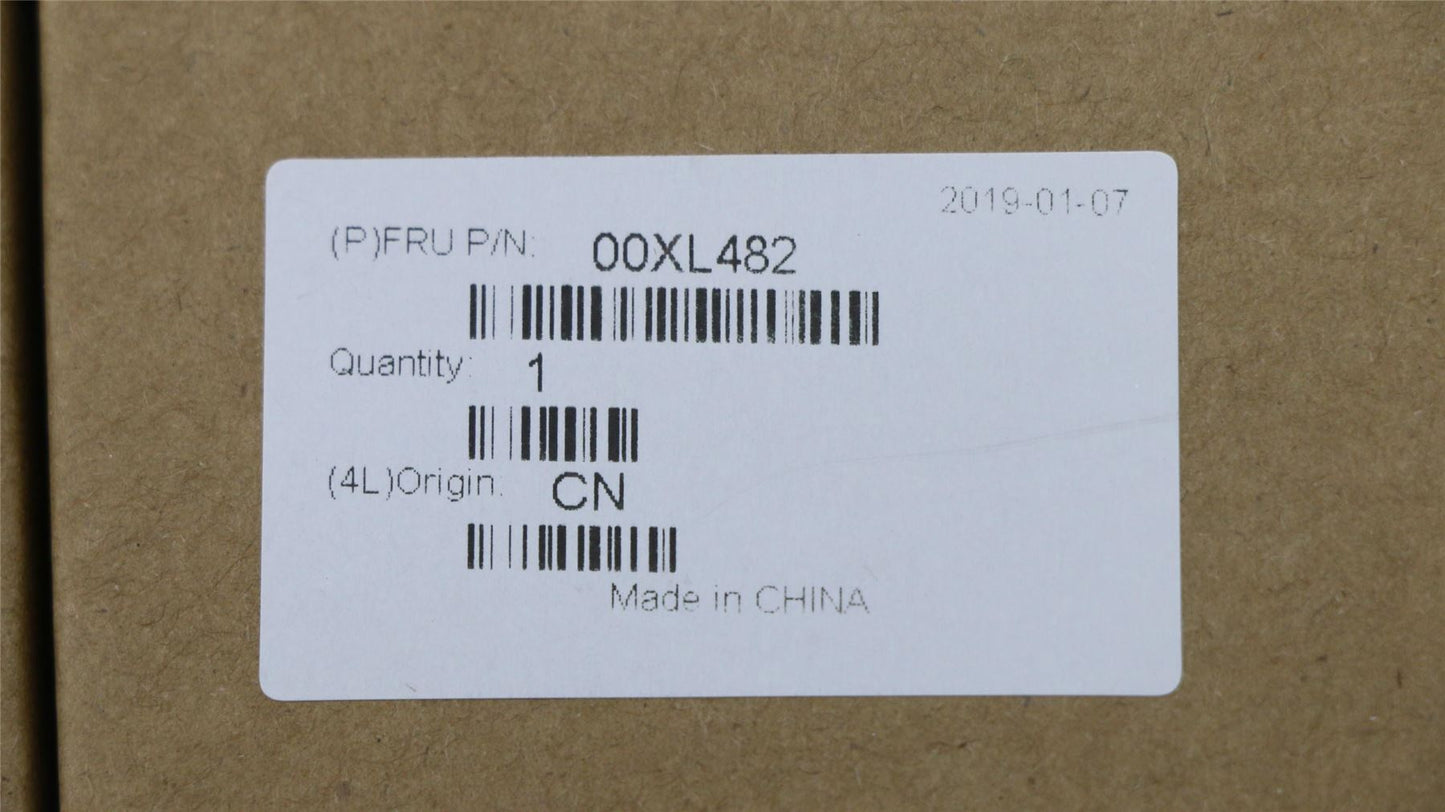 2019-01-07
(P)FRU P/N: 00XL482
Quantity: 1
(4L)Origin: CN
Made in CHINA